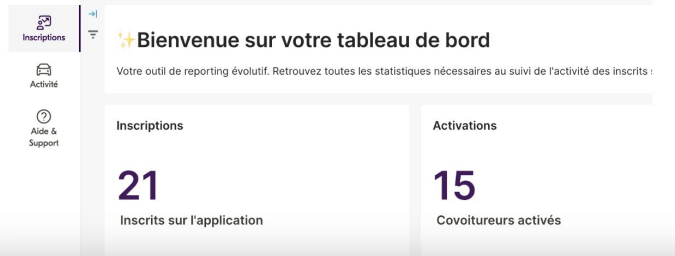 Inscriptions
Activité
Aide &
Support
✨Bienvenue sur votre tableau de bord
Votre outil de reporting évolutif. Retrouvez toutes les statistiques nécessaires au suivi de l'activité des inscrits
Inscriptions
21
Inscrits sur l'application
Activations
15
Covoitureurs activés